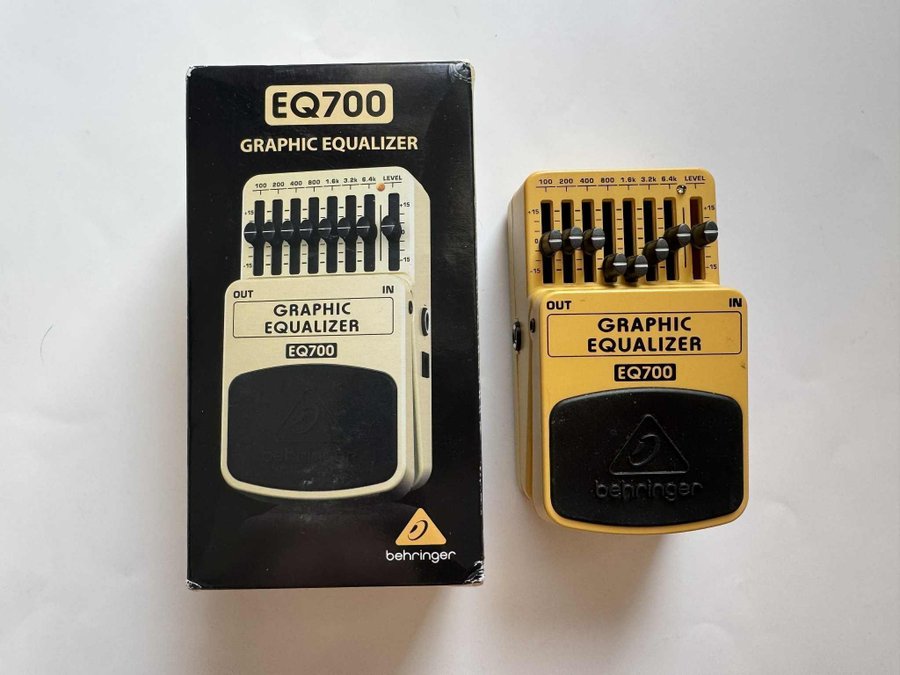 EQ700
GRAPHIC EQUALIZER
100 200 400 800 1.6k 3.2k 6.4k LEVEL
+15 +15
0 0
-15 -15
OUT IN
GRAPHIC
EQUALIZER
EQ700
behringer
100 200 400 800 1.6k 3.2k 6.4k LEVEL
+15 +15
0 0
-15 -15
OUT IN
GRAPHIC
EQUALIZER
EQ700
behringer